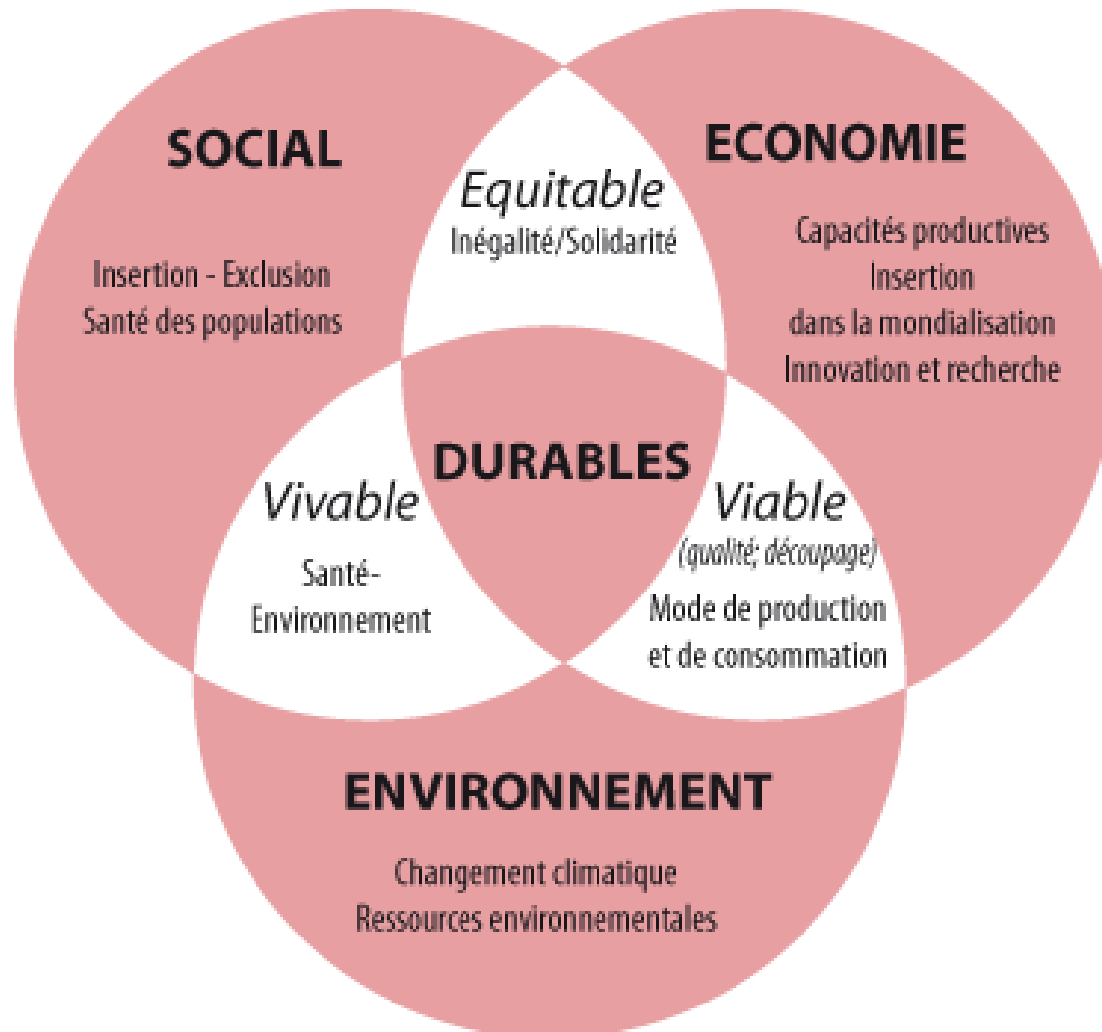 SOCIAL
Insertion - Exclusion
Santé des populations
Equitable
Inégalité/Solidarité
ECONOMIE
Capacités productives
Insertion
dans la mondialisation
Innovation et recherche
DURABLES
Vivable
Santé-
Environnement
Viable
(qualité; découpage)
Mode de production
et de consommation
ENVIRONNEMENT
Changement climatique
Ressources environnementales